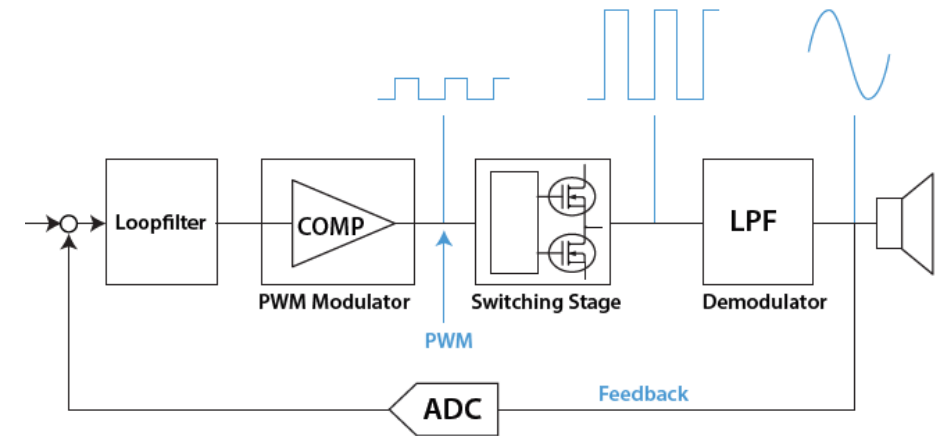 Loopfilter
COMP
PWM Modulator
PWM
Switching Stage
LPF
Demodulator
Feedback
ADC